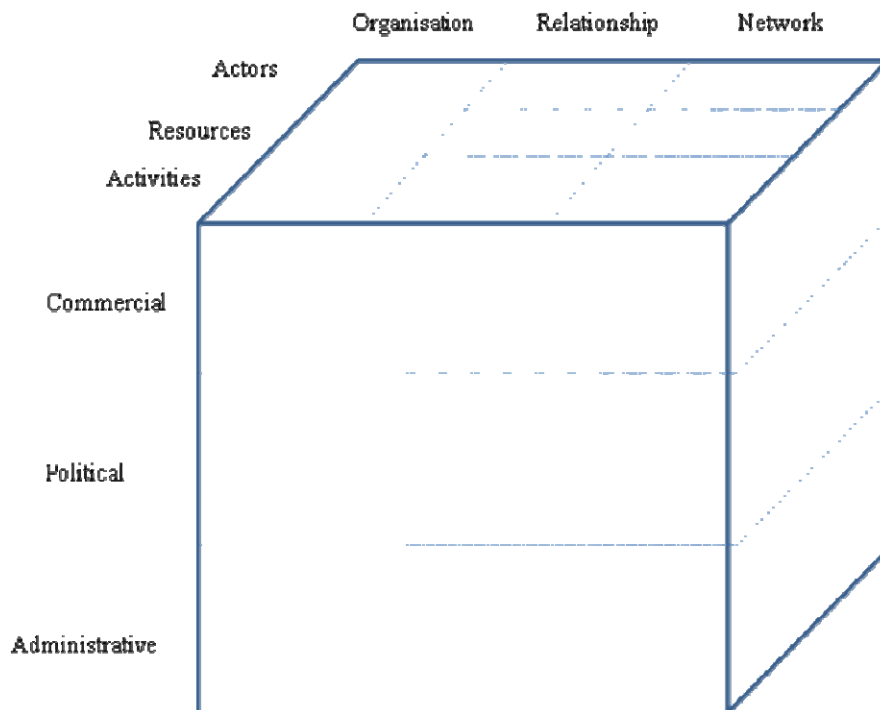 Organisation Relationship Network
Actors
Resources
Activities
Commercial
Political
Administrative